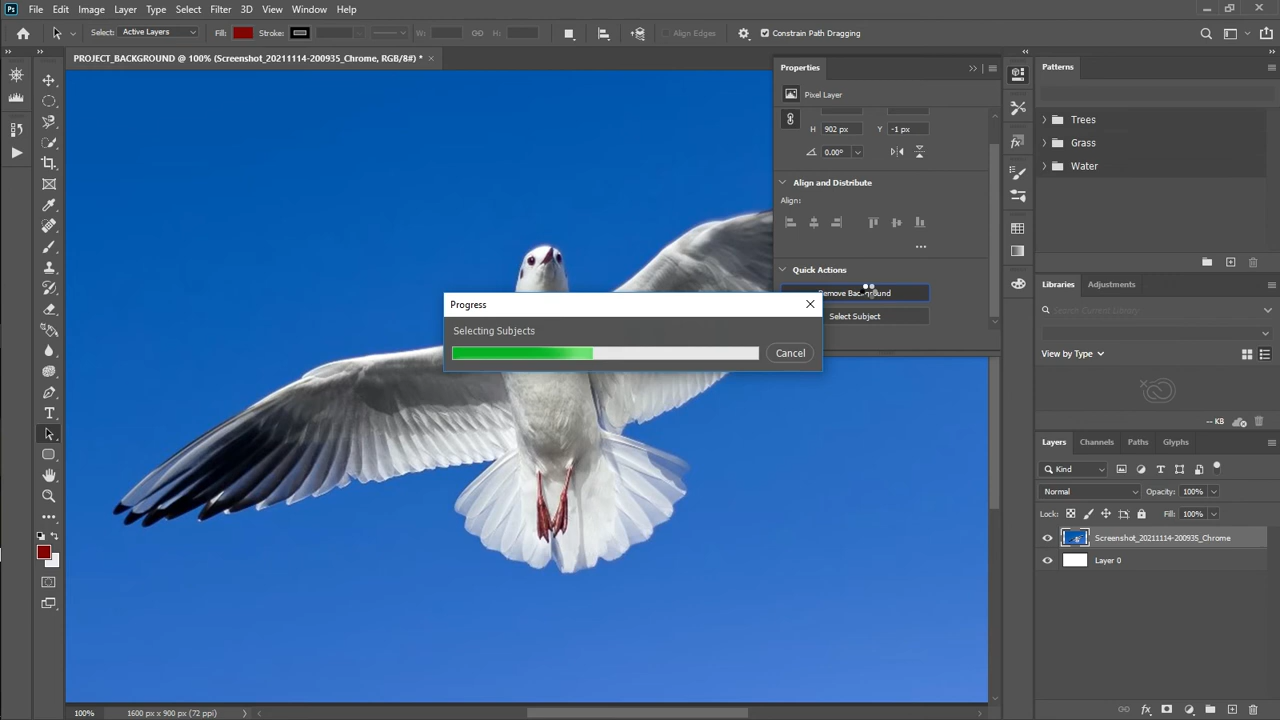 Ps File Edit Image Layer Type Select Filter 3D View Window Help
Select: Active Layers Fill: Stroke: W: H: Align Edges Constrain Path Dragging
PROJECT_BACKGROUND @ 100% (Screenshot_20211114-200935_Chrome, RGB/8#) *
Properties
Pixel Layer
H 902 px Y -1 px
0.00°
Align and Distribute
Align:
Quick Actions
Remove Background
Select Subject
Progress
Selecting Subjects
Cancel
Patterns
Trees
Grass
Water
Libraries Adjustments
Search Current Library
View by Type
-- KB
Layers Channels Paths Glyphs
Kind
Normal Opacity: 100%
Lock: Fill: 100%
Screenshot_20211114-200935_Chrome
Layer 0
100% 1600 px x 900 px (72 ppi)